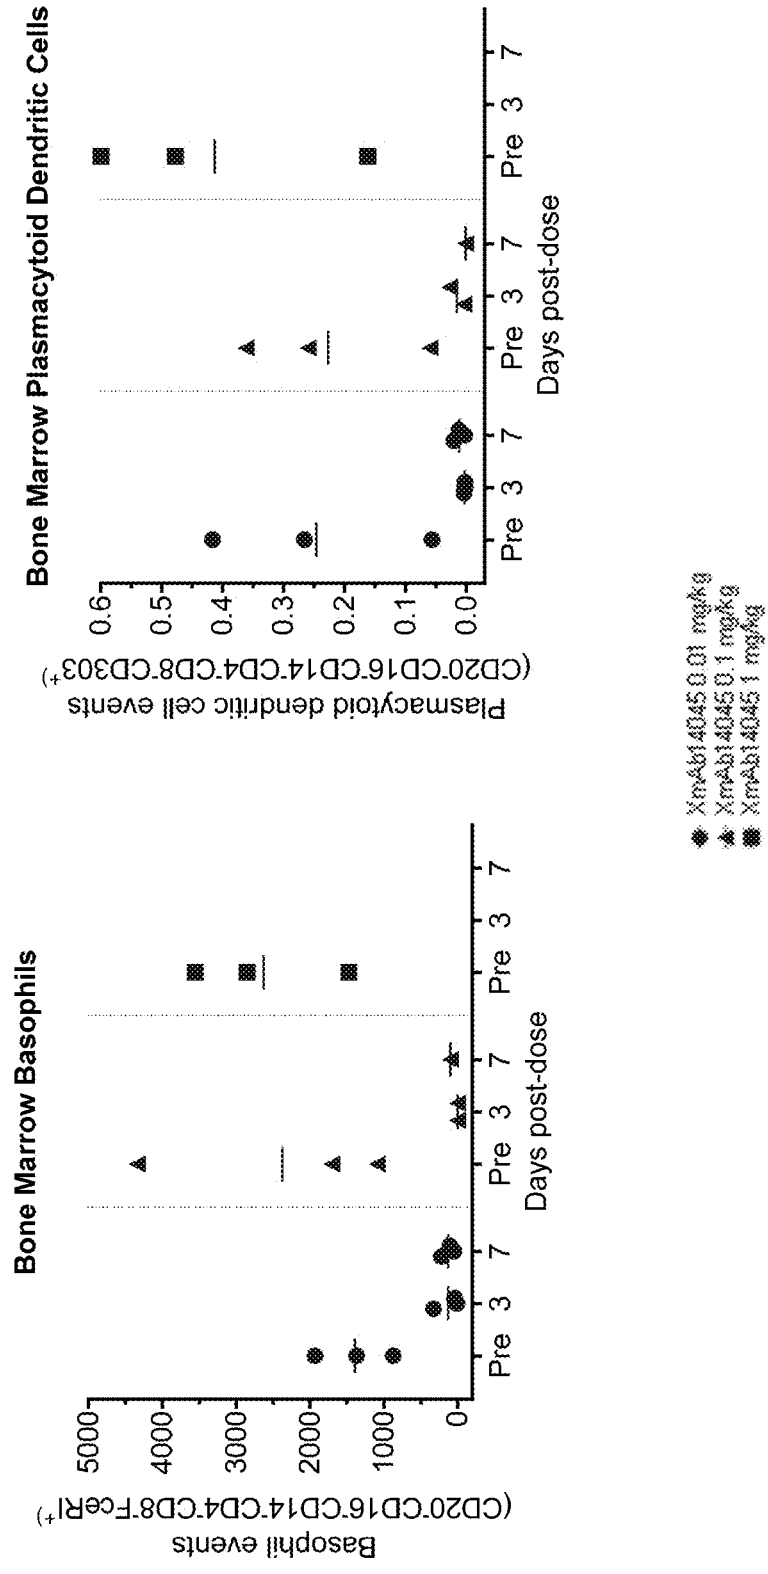 Bone Marrow Basophils
Basophil events
(CD20-CD16-CD14-CD4-CD8-FceRI+)
5000
4000
3000
2000
1000
0
Pre 3 7 Pre 3 7 Pre 3 7
Days post-dose
Bone Marrow Plasmacytoid Dendritic Cells
Plasmacytoid dendritic cell events
(CD20-CD16-CD14-CD4-CD8-CD303+)
0.6
0.5
0.4
0.3
0.2
0.1
0.0
Pre 3 7 Pre 3 7 Pre 3 7
Days post-dose
XmAb14045 0.01 mg/kg
XmAb14045 0.1 mg/kg
XmAb14045 1 mg/kg